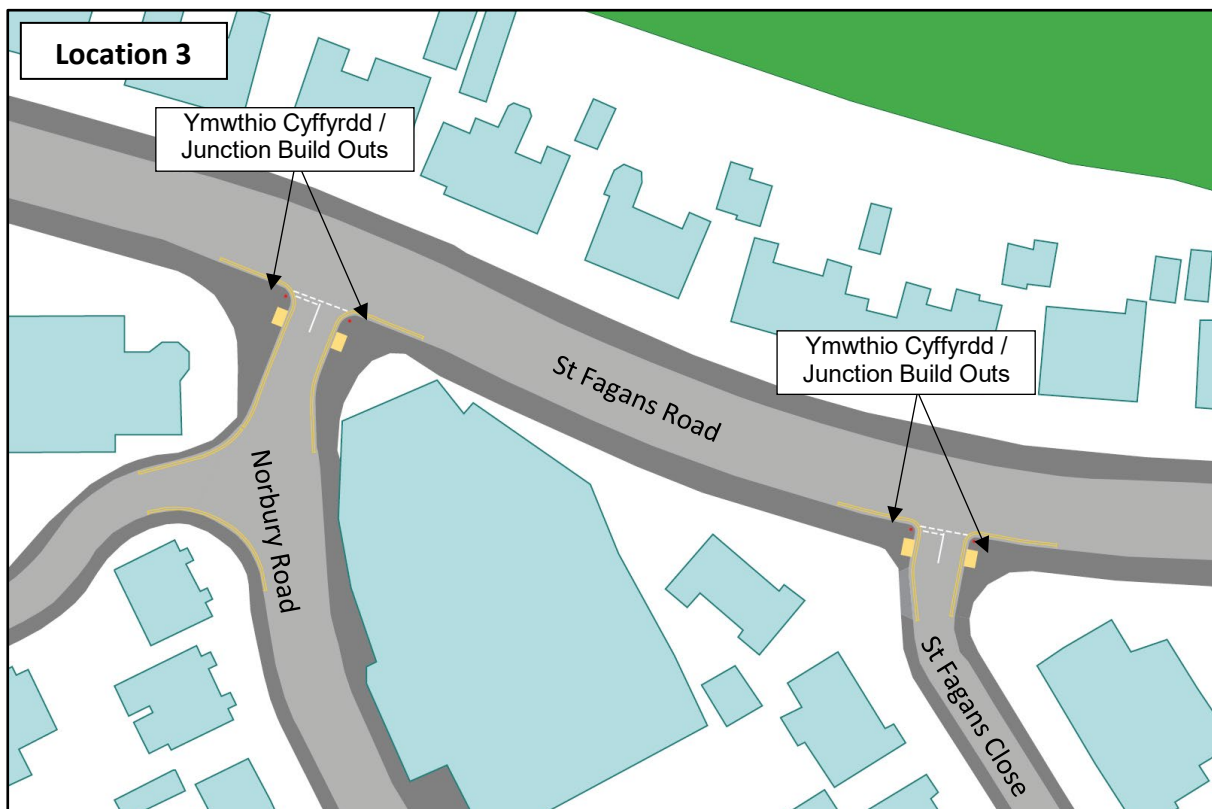 Location 3
Ymwthio Cyffyrdd /
Junction Build Outs
Ymwthio Cyffyrdd /
Junction Build Outs
St Fagans Road
Norbury Road
St Fagans Close